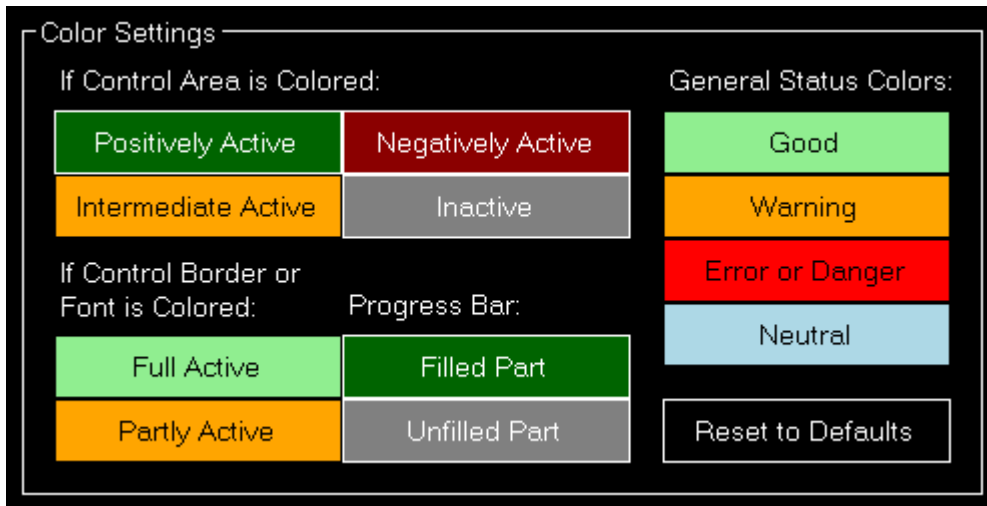 Color Settings
If Control Area is Colored:
General Status Colors:
Positively Active
Negatively Active
Good
Intermediate Active
Inactive
Warning
If Control Border or
Font is Colored:
Progress Bar:
Error or Danger
Neutral
Full Active
Filled Part
Partly Active
Unfilled Part
Reset to Defaults